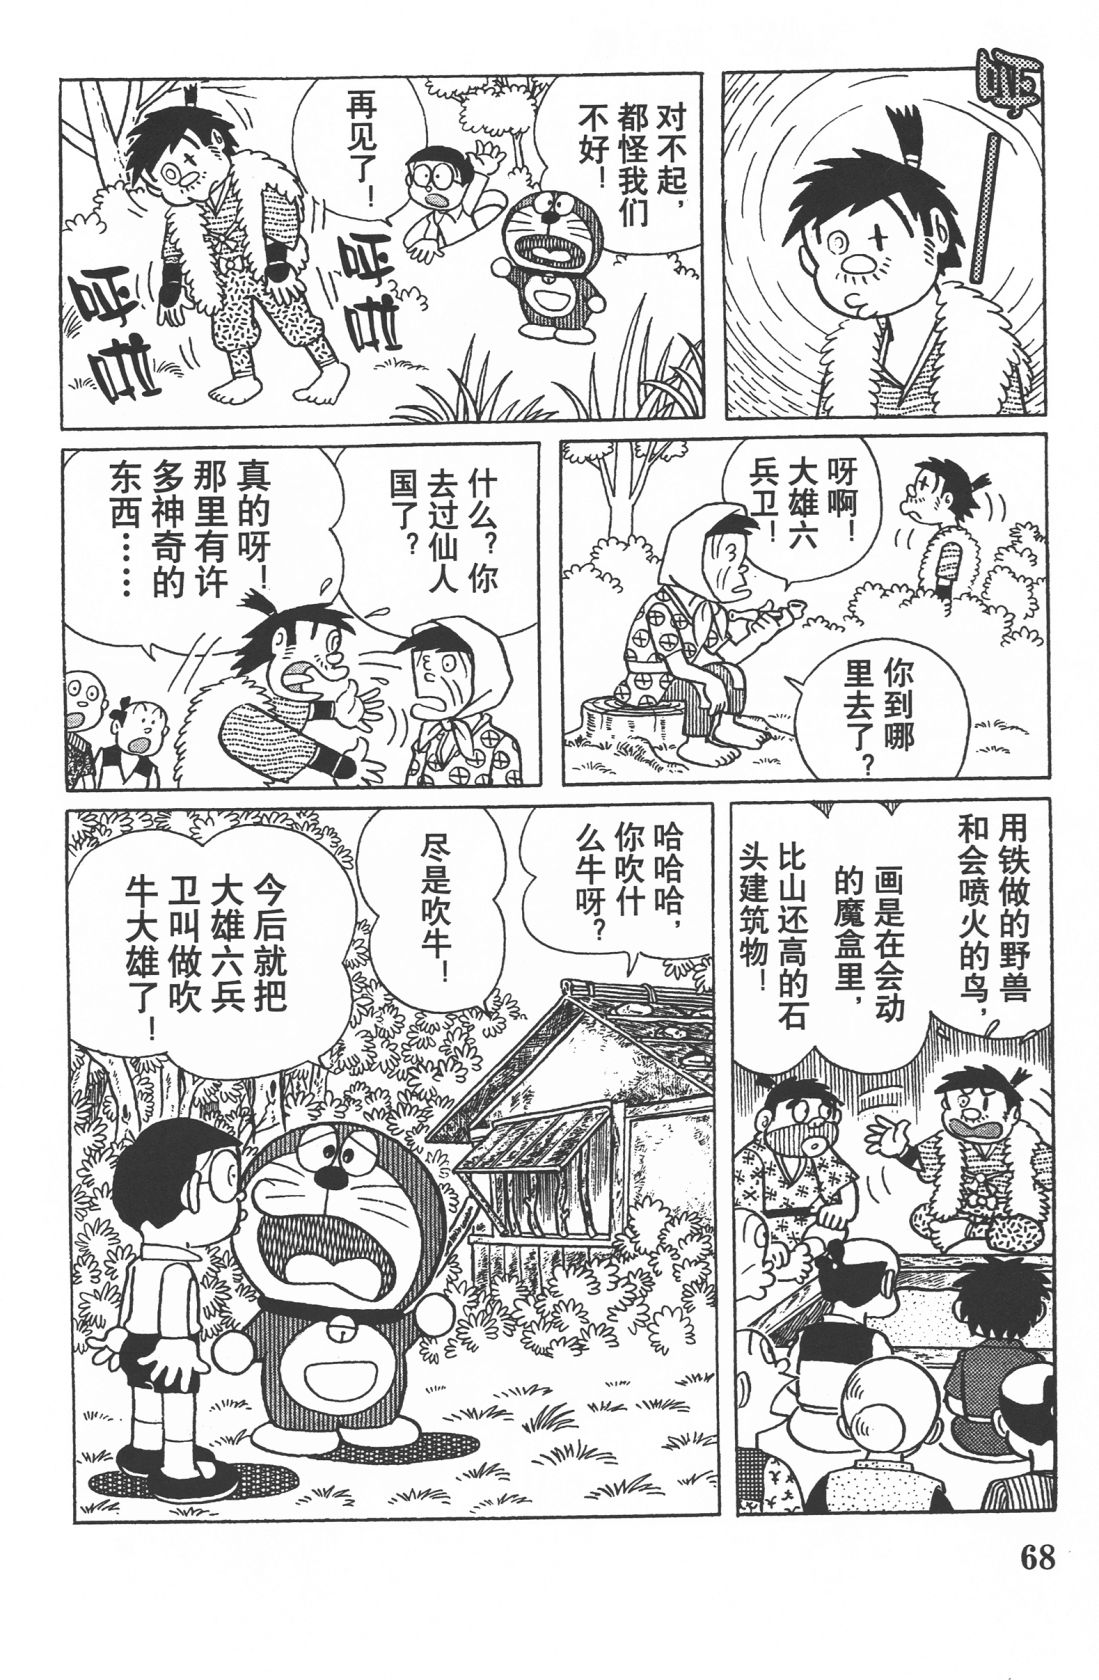 对不起，
都怪我们
不好！
再见了！
呀啊！
大雄六
兵卫！
你到哪
里去了？
什么？你
去过仙人
国了？
真的呀！
那里有许
多神奇的
东西……
用铁做的野兽
和会喷火的鸟，
画是在会动
的魔盒里，
比山还高的石
头建筑物！
哈哈哈，
你吹什
么牛呀？
尽是吹牛！
今后就把
大雄六兵
卫叫做吹
牛大雄了！
68